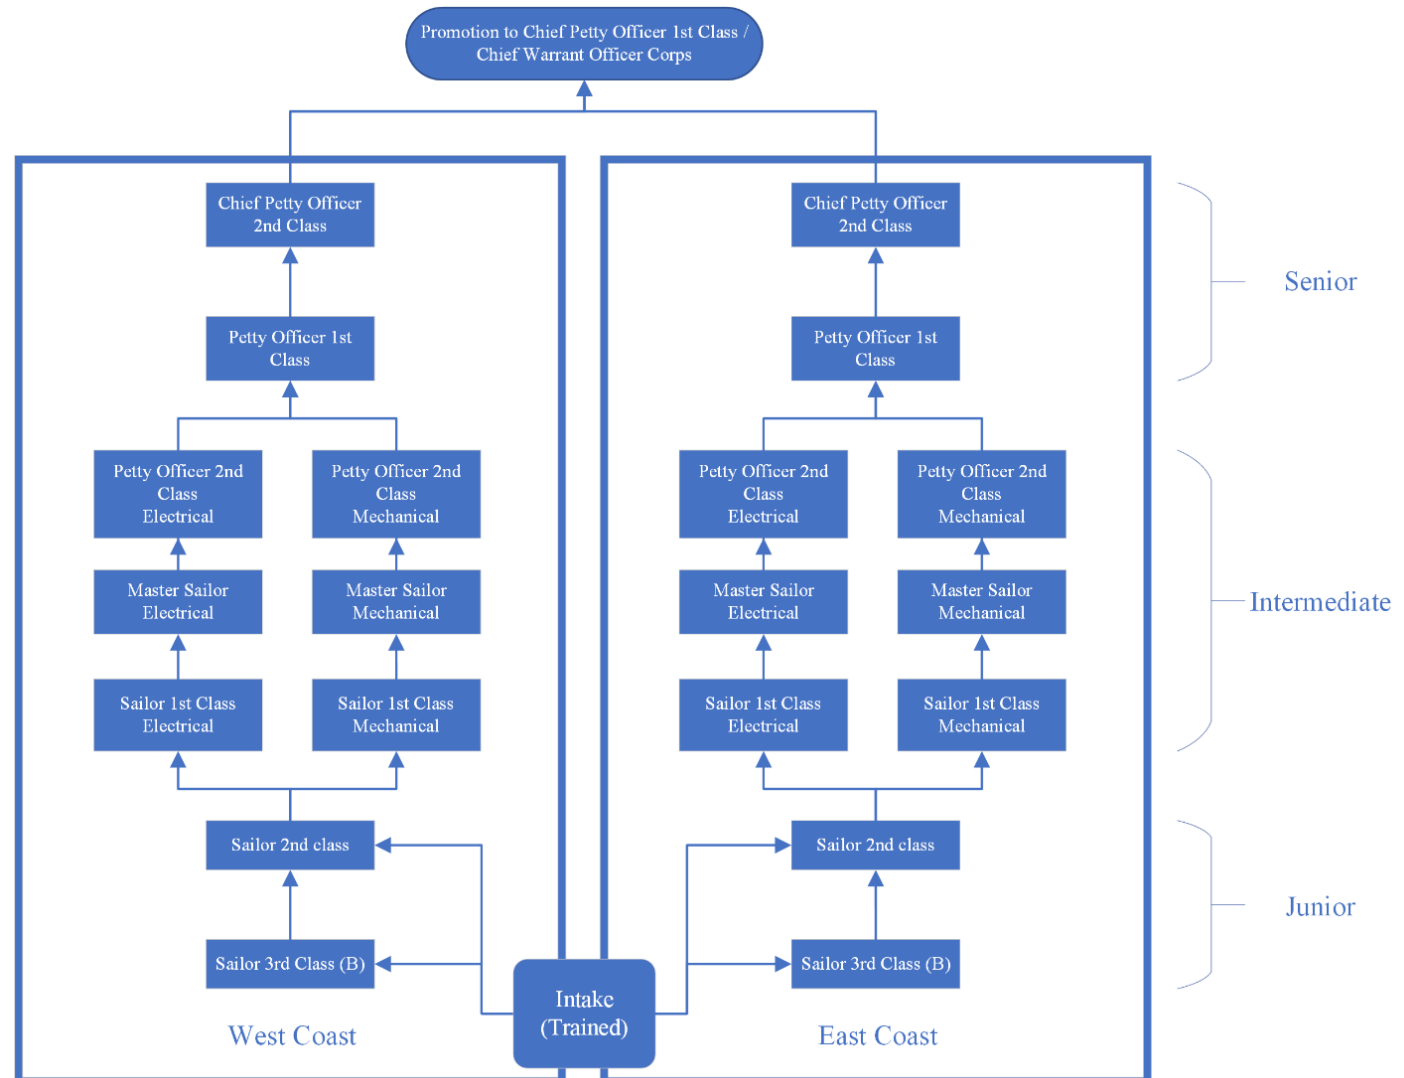 Promotion to Chief Petty Officer 1st Class /
Chief Warrant Officer Corps
Chief Petty Officer
2nd Class
Chief Petty Officer
2nd Class
Senior
Petty Officer 1st
Class
Petty Officer 1st
Class
Petty Officer 2nd
Class
Electrical
Petty Officer 2nd
Class
Mechanical
Petty Officer 2nd
Class
Electrical
Petty Officer 2nd
Class
Mechanical
Master Sailor
Electrical
Master Sailor
Mechanical
Master Sailor
Electrical
Master Sailor
Mechanical
Intermediate
Sailor 1st Class
Electrical
Sailor 1st Class
Mechanical
Sailor 1st Class
Electrical
Sailor 1st Class
Mechanical
Sailor 2nd class
Sailor 2nd class
Junior
Sailor 3rd Class (B)
Sailor 3rd Class (B)
Intake
(Trained)
West Coast
East Coast